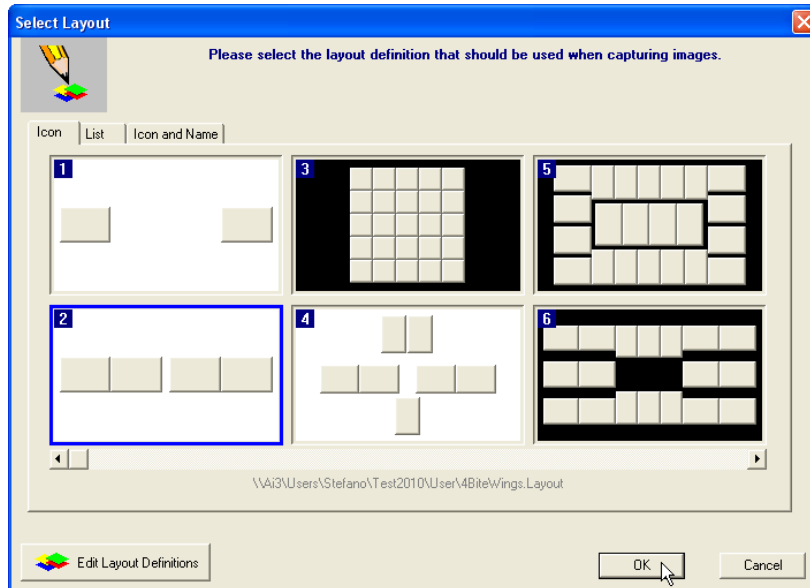 Select Layout
Please select the layout definition that should be used when capturing images.
Icon
List
Icon and Name
1
3
5
2
4
6
\\Ai3\Users\Stefano\Test2010\User\4BiteWings.Layout
Edit Layout Definitions
OK
Cancel